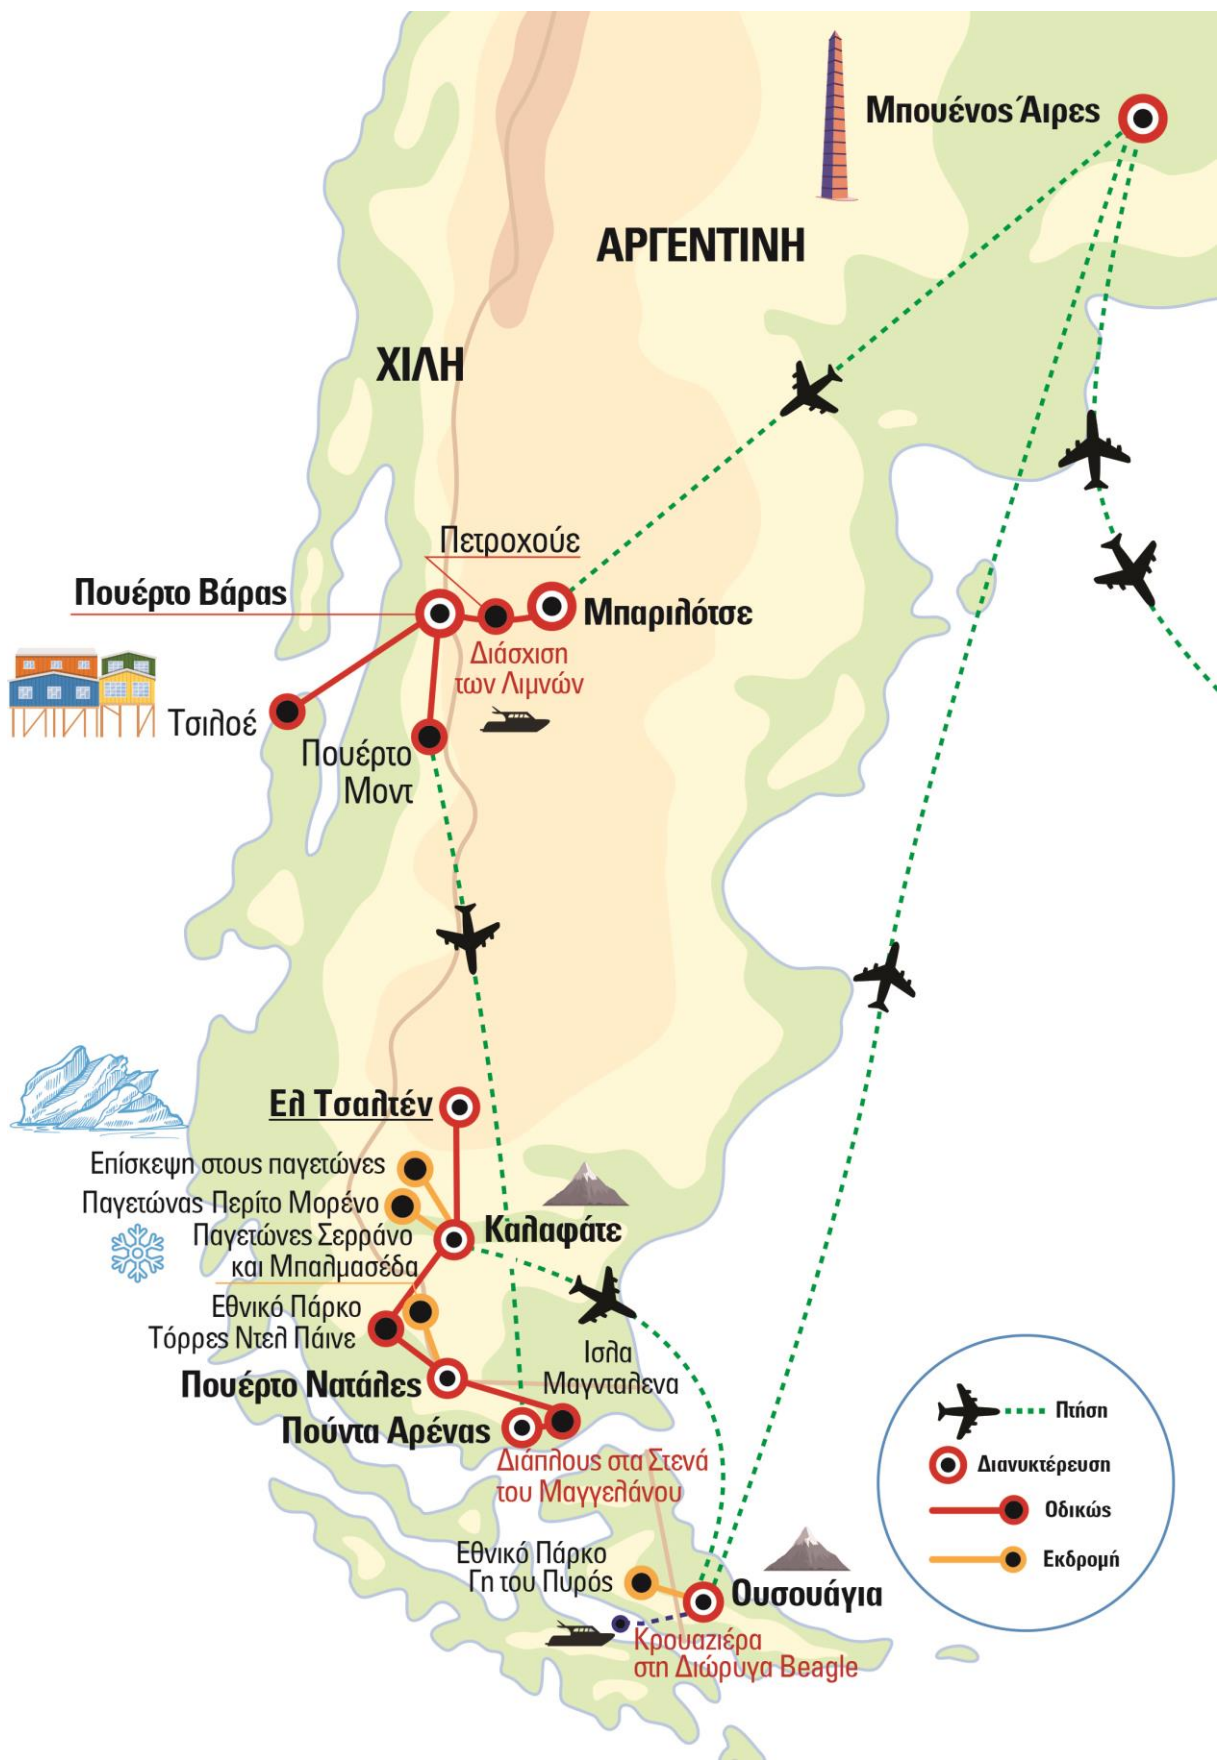 Μπουένος Άιρες
ΑΡΓΕΝΤΙΝΗ
ΧΙΛΗ
Πετροχούε
Πουέρτο Βάρας
Μπαριλότσε
Διάσχιση
των Λιμνών
Τσιλοέ
Πουέρτο
Μοντ
Ελ Τσαλτέν
Επίσκεψη στους παγετώνες
Παγετώνας Περίτο Μορένο
Καλαφάτε
Παγετώνες Σερράνο
και Μπαλμασέδα
Εθνικό Πάρκο
Τόρρες Ντελ Πάινε
Ισλα
Μαγνταλενα
Πουέρτο Νατάλες
Πούντα Αρένας
Διάπλους στα Στενά
του Μαγγελάνου
Εθνικό Πάρκο
Γη του Πυρός
Ουσουάγια
Κρουαζιέρα
στη Διώρυγα Beagle
Πτήση
Διανυκτέρευση
Οδικώς
Εκδρομή